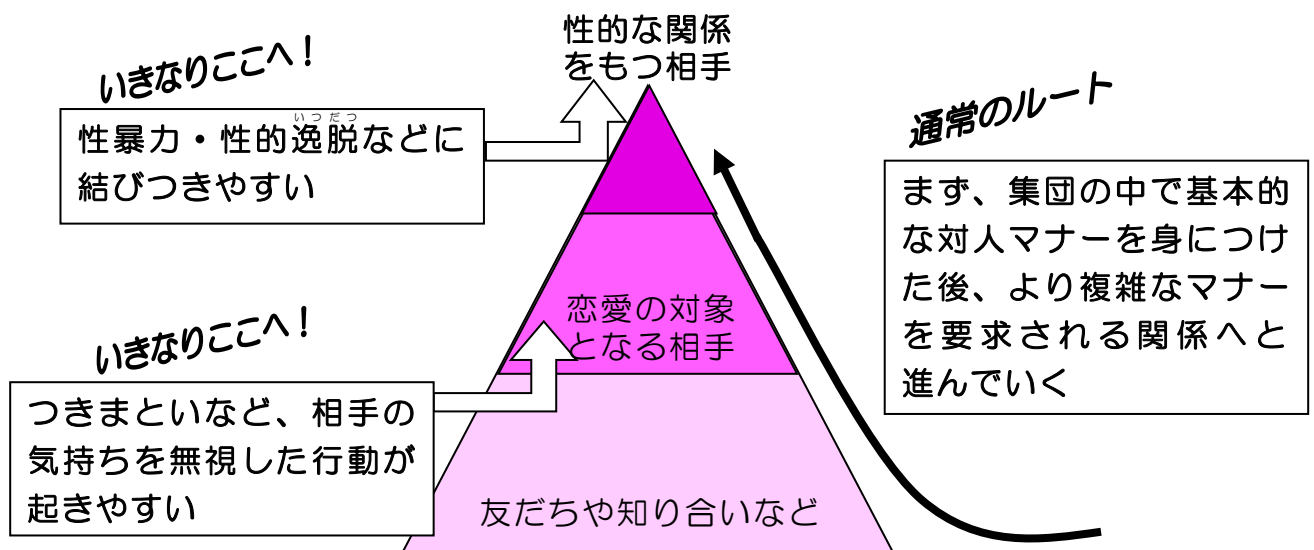 性的な関係
をもつ相手
いきなりここへ！
性暴力・性的逸脱などに
いつだつ
結びつきやすい
通常のルート
まず、集団の中で基本的
な対人マナーを身につけ
た後、より複雑なマナー
を要求される関係へと
進んでいく
恋愛の対象
となる相手
いきなりここへ！
つきまといなど、相手の
気持ちを無視した行動が
起きやすい
友だちや知り合いなど